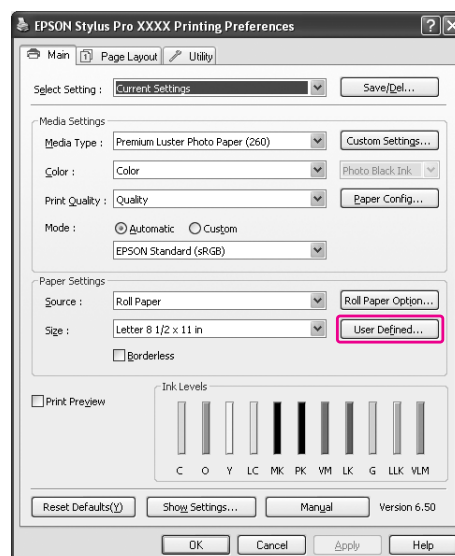 EPSON Stylus Pro XXXX Printing Preferences
Main Page Layout Utility
Select Setting : Current Settings Save/Del...
Media Settings
Media Type : Premium Luster Photo Paper (260) Custom Settings...
Color : Color Photo Black Ink
Print Quality : Quality Paper Config...
Mode : Automatic Custom
EPSON Standard (sRGB)
Paper Settings
Source : Roll Paper Roll Paper Option...
Size : Letter 8 1/2 x 11 in User Defined...
Borderless
Print Preview
Ink Levels
C O Y LC MK PK VM LK G LLK VLM
Reset Defaults(Y) Show Settings... Manual Version 6.50
OK Cancel Apply Help